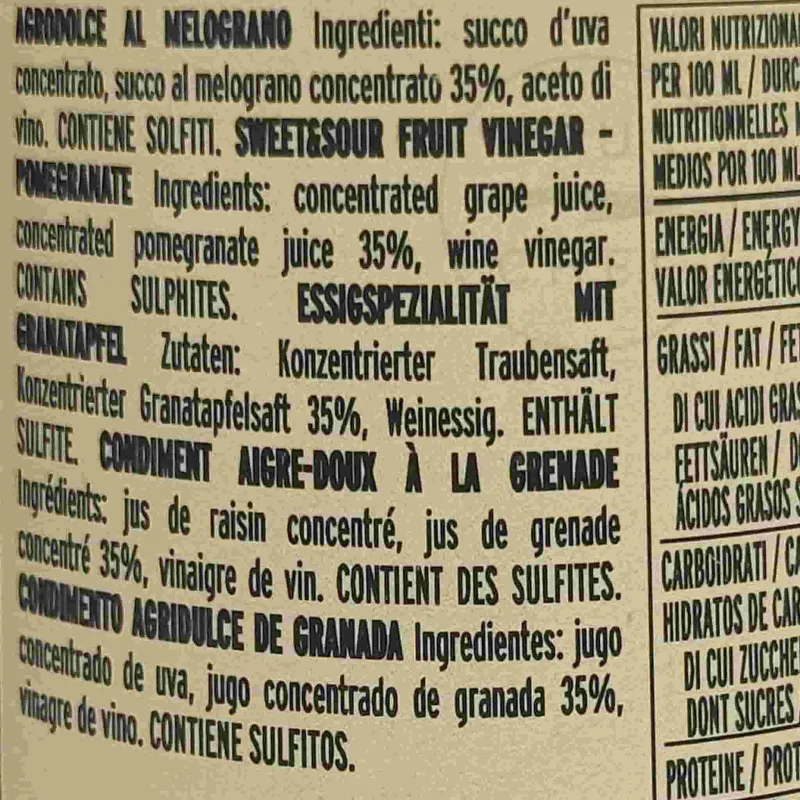 AGRODOLCE AL MELOGRANO Ingredienti: succo d'uva
concentrato, succo al melograno concentrato 35%, aceto di
vino. CONTIENE SOLFITI. SWEET&SOUR FRUIT VINEGAR -
POMEGRANATE Ingredients: concentrated grape juice,
concentrated pomegranate juice 35%, wine vinegar.
CONTAINS SULPHITES. ESSIGSPEZIALITÄT MIT
GRANATAPFEL Zutaten: Konzentrierter Traubensaft,
Konzentrierter Granatapfelsaft 35%, Weinessig. ENTHÄLT
SULFITE. CONDIMENT AIGRE-DOUX À LA GRENADE
Ingrédients: jus de raisin concentré, jus de grenade
concentré 35%, vinaigre de vin. CONTIENT DES SULFITES.
CONDIMENTO AGRIDULCE DE GRANADA Ingredientes: jugo
concentrado de uva, jugo concentrado de granada 35%,
vinagre de vino. CONTIENE SULFITOS.
VALORI NUTRIZIONA
PER 100 ML / DURC
NUTRITIONNELLES
MEDIOS POR 100 ML
ENERGIA / ENERGY
VALOR ENERGÉTICO
GRASSI / FAT / FE
DI CUI ACIDI GRAS
FETTSÄUREN / D
ÁCIDOS GRASOS S
CARBOIDRATI / CA
HIDRATOS DE CAR
DI CUI ZUCCHE
DONT SUCRES /
PROTEINE / PROT